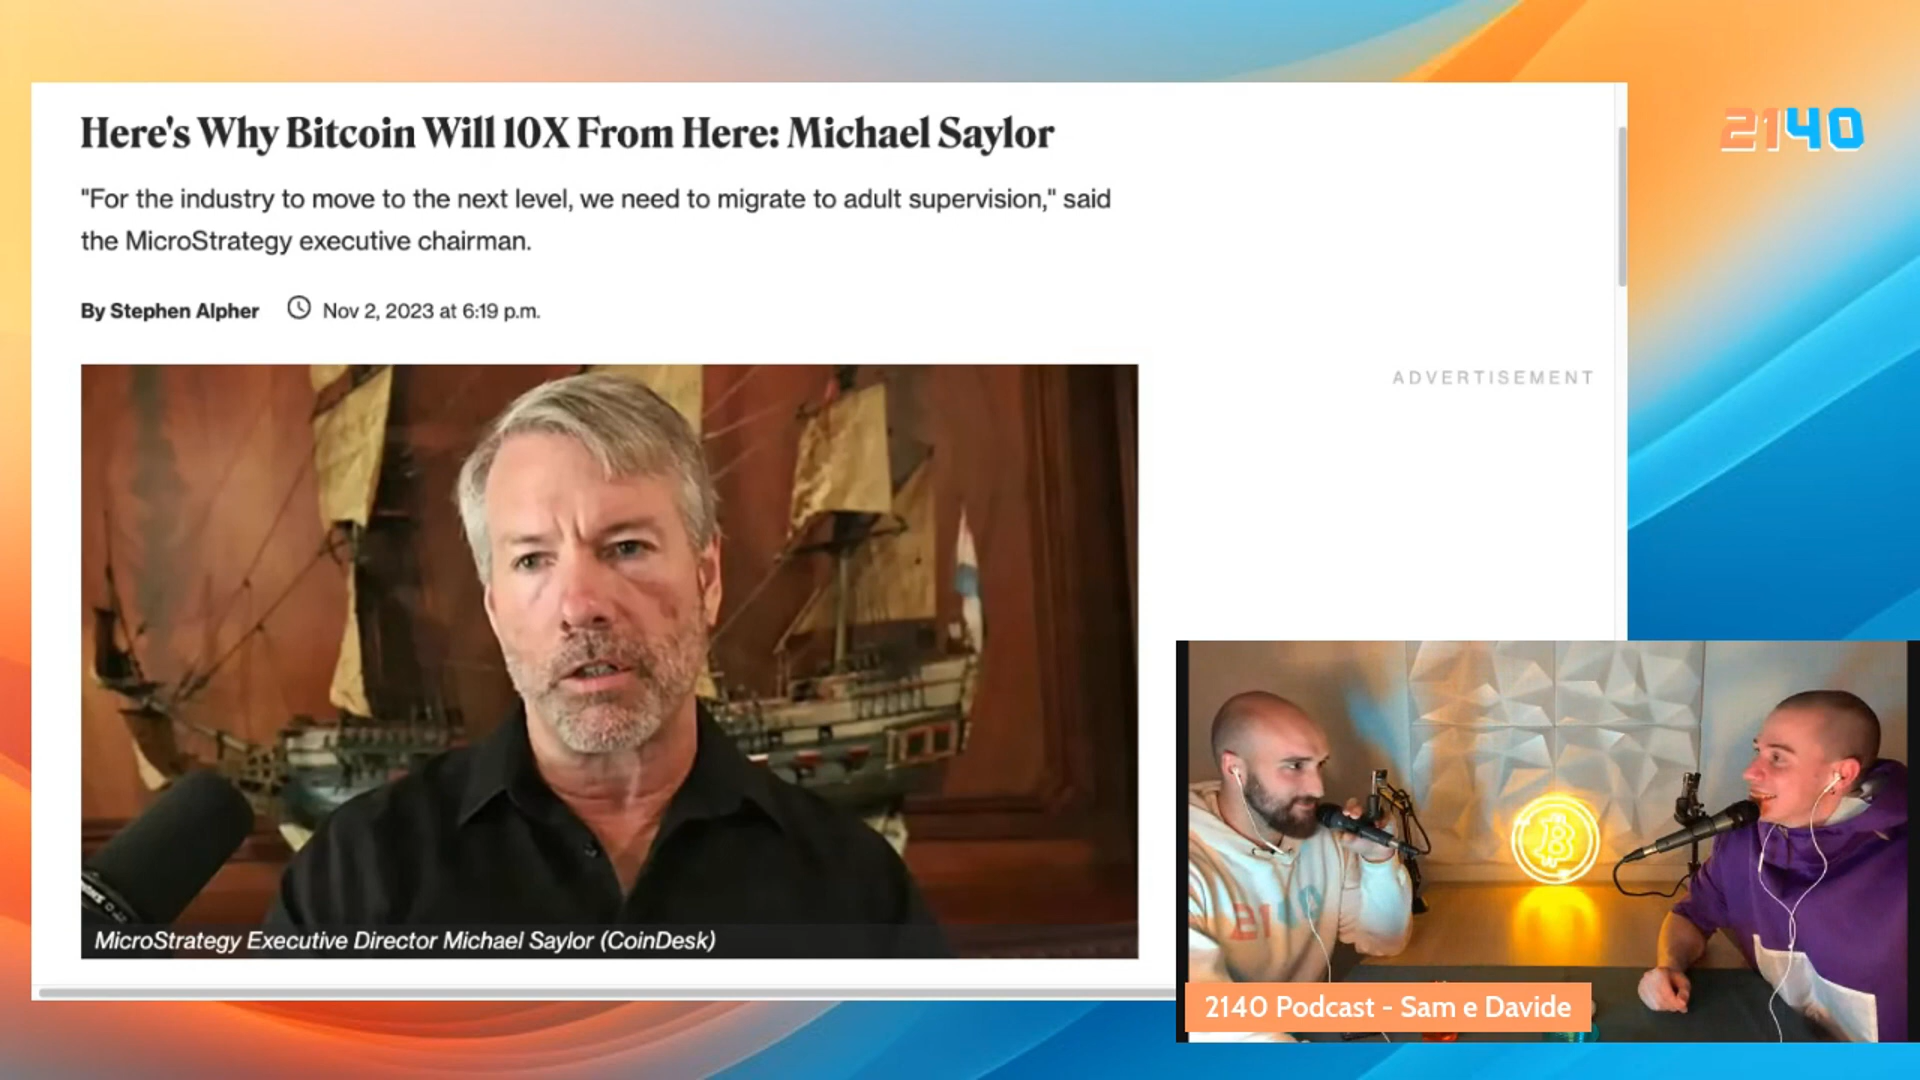 Here's Why Bitcoin Will 10X From Here: Michael Saylor
2140
"For the industry to move to the next level, we need to migrate to adult supervision," said
the MicroStrategy executive chairman.
By Stephen Alpher Nov 2, 2023 at 6:19 p.m.
ADVERTISEMENT
MicroStrategy Executive Director Michael Saylor (CoinDesk)
2140
2140 Podcast - Sam e Davide